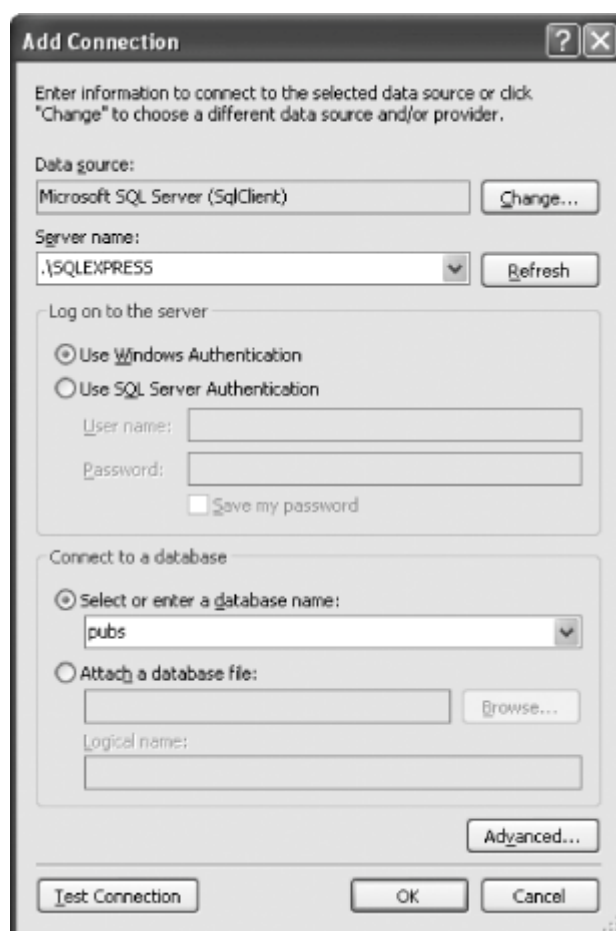 Add Connection
Enter information to connect to the selected data source or click
"Change" to choose a different data source and/or provider.
Data source:
Microsoft SQL Server (SqlClient)
Change...
Server name:
.\SQLEXPRESS
Refresh
Log on to the server
Use Windows Authentication
Use SQL Server Authentication
User name:
Password:
Save my password
Connect to a database
Select or enter a database name:
pubs
Attach a database file:
Browse...
Logical name:
Advanced...
Test Connection
OK
Cancel